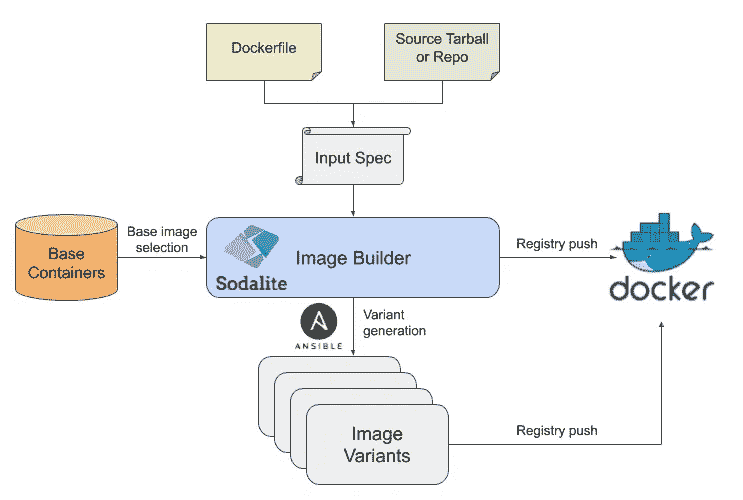 Dockerfile
Source Tarball
or Repo
Input Spec
Base
Containers
Base image
selection
Sodalite
Image Builder
Registry push
docker
ANSIBLE
Variant
generation
Image
Variants
Registry push